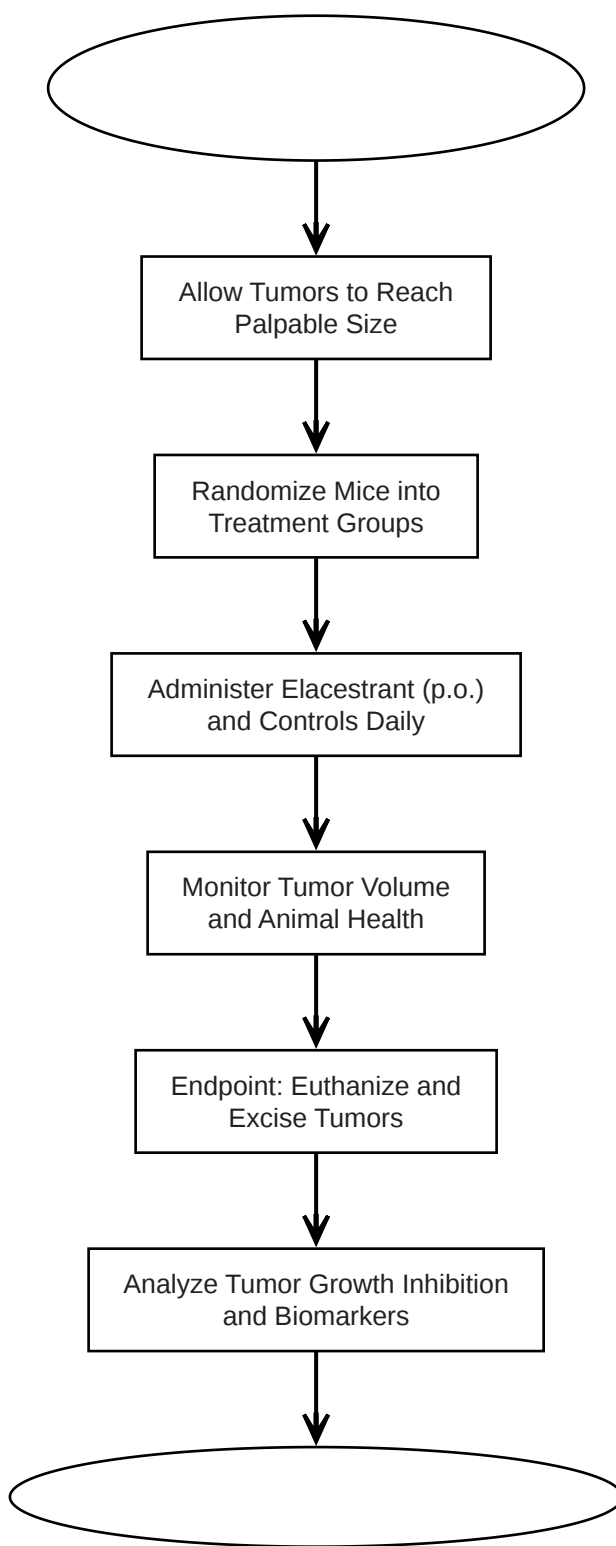 Allow Tumors to Reach
Palpable Size
Randomize Mice into
Treatment Groups
Administer Elacestrant (p.o.)
and Controls Daily
Monitor Tumor Volume
and Animal Health
Endpoint: Euthanize and
Excise Tumors
Analyze Tumor Growth Inhibition
and Biomarkers